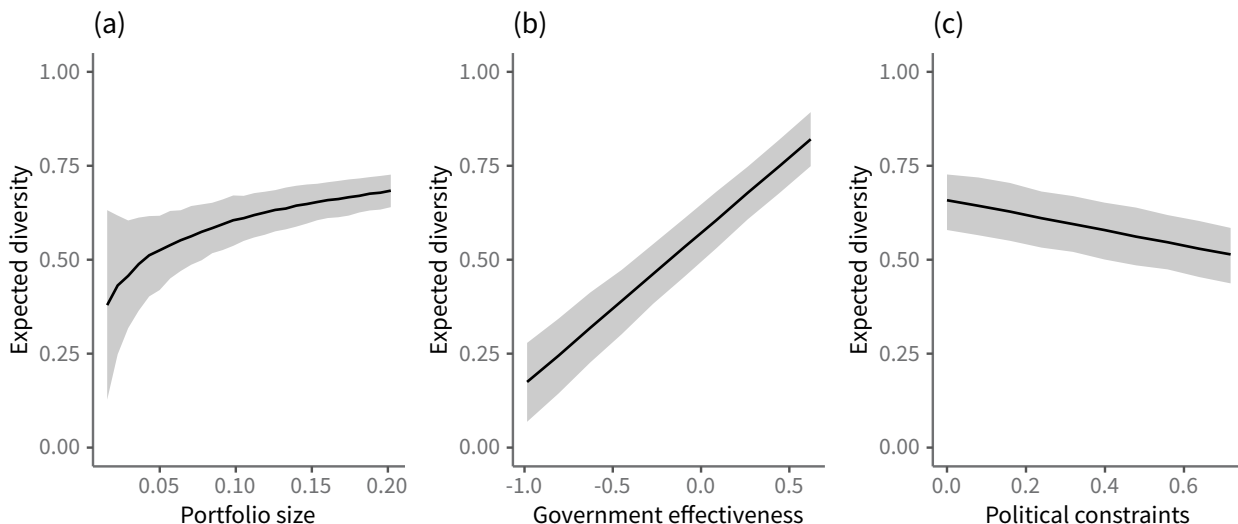 (a)
1.00
0.75
0.50
0.25
0.00
Expected diversity
0.05 0.10 0.15 0.20
Portfolio size
(b)
1.00
0.75
0.50
0.25
0.00
Expected diversity
-1.0 -0.5 0.0 0.5
Government effectiveness
(c)
1.00
0.75
0.50
0.25
0.00
Expected diversity
0.0 0.2 0.4 0.6
Political constraints